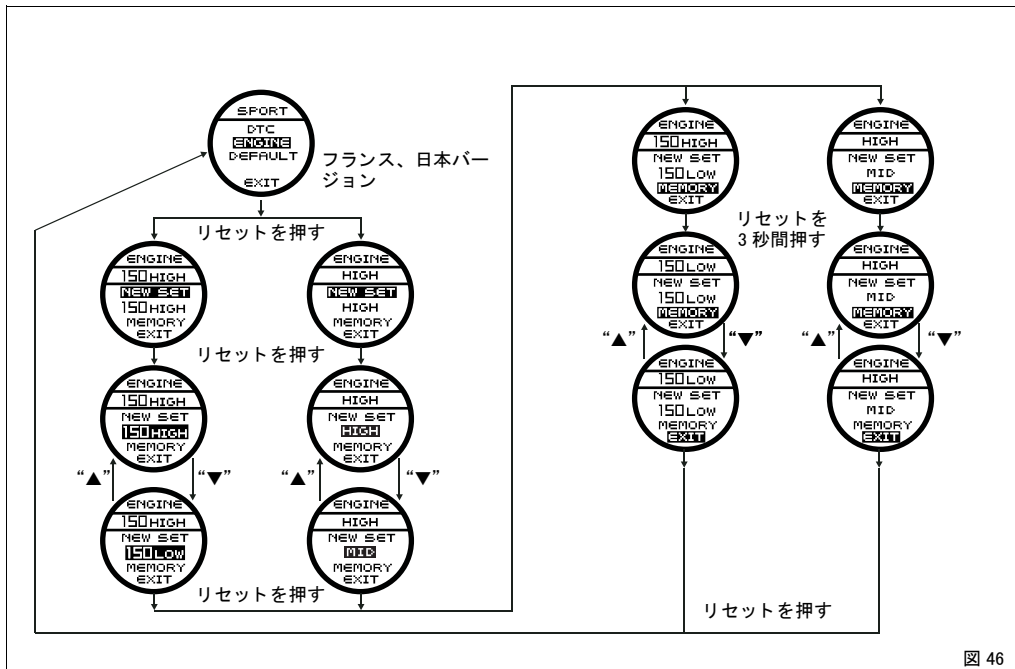 SPORT
DTC
ENGINE
DEFAULT
EXIT
フランス、日本バー
ジョン
リセットを押す
ENGINE
150HIGH
NEW SET
150HIGH
MEMORY
EXIT
ENGINE
HIGH
NEW SET
HIGH
MEMORY
EXIT
リセットを押す
ENGINE
150HIGH
NEW SET
150HIGH
MEMORY
EXIT
ENGINE
HIGH
NEW SET
HIGH
MEMORY
EXIT
“▲”
“▼”
“▲”
“▼”
ENGINE
150HIGH
NEW SET
150LOW
MEMORY
EXIT
ENGINE
HIGH
NEW SET
MID
MEMORY
EXIT
リセットを押す
ENGINE
150HIGH
NEW SET
150LOW
MEMORY
EXIT
ENGINE
HIGH
NEW SET
MID
MEMORY
EXIT
リセットを
3 秒間押す
ENGINE
150LOW
NEW SET
150LOW
MEMORY
EXIT
ENGINE
HIGH
NEW SET
MID
MEMORY
EXIT
“▲”
“▼”
“▲”
“▼”
ENGINE
150LOW
NEW SET
150LOW
MEMORY
EXIT
ENGINE
HIGH
NEW SET
MID
MEMORY
EXIT
リセットを押す
図 46